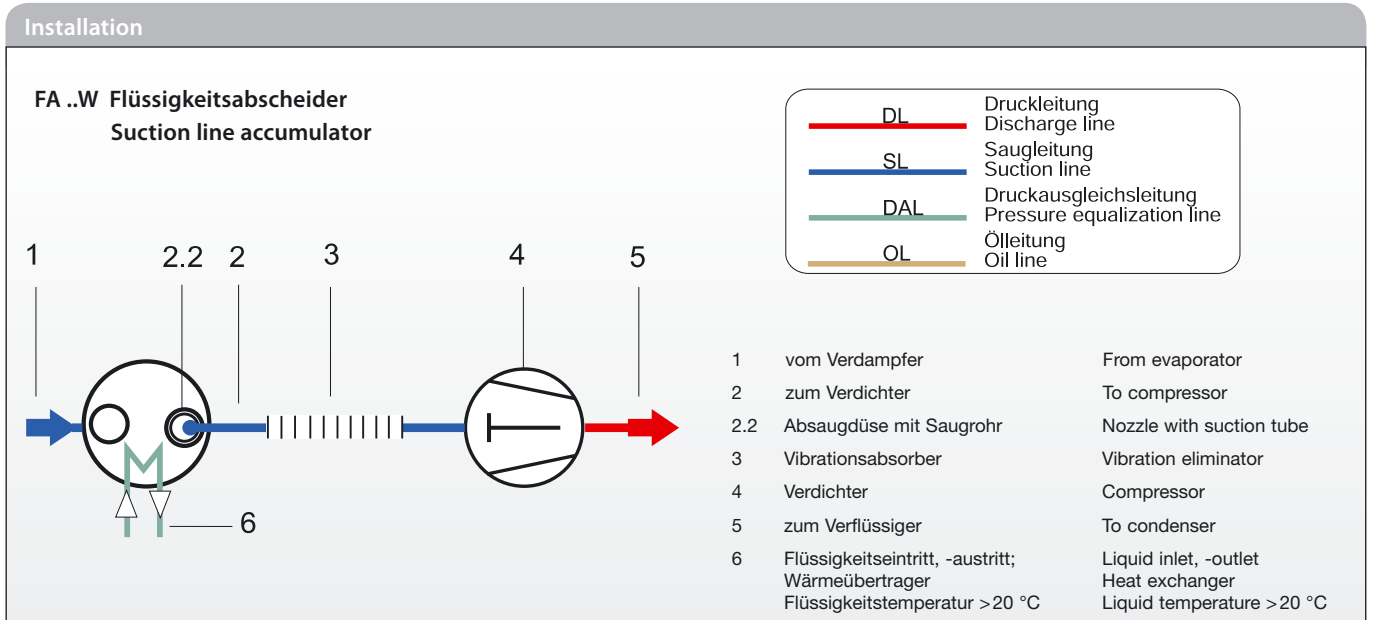 Installation
FA ..W Flüssigkeitsabscheider
Suction line accumulator
DL Druckleitung
Discharge line
SL Saugleitung
Suction line
DAL Druckausgleichsleitung
Pressure equalization line
OL Ölleitung
Oil line
1 2.2 2 3 4 5
6
1 vom Verdampfer From evaporator
2 zum Verdichter To compressor
2.2 Absaugdüse mit Saugrohr Nozzle with suction tube
3 Vibrationsabsorber Vibration eliminator
4 Verdichter Compressor
5 zum Verflüssiger To condenser
6 Flüssigkeitseintritt, -austritt; Liquid inlet, -outlet
Wärmeübertrager Heat exchanger
Flüssigkeitstemperatur >20 °C Liquid temperature >20 °C